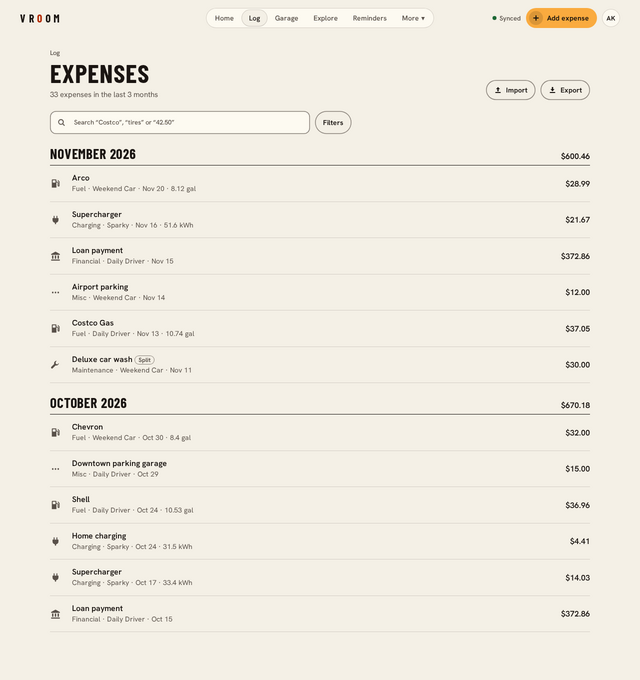 VROOM
Home
Log
Garage
Explore
Reminders
More ▾
Synced
+ Add expense
AK
Log
EXPENSES
33 expenses in the last 3 months
Import
Export
Search “Costco”, “tires” or “42.50”
Filters
NOVEMBER 2026 $600.46
Arco
Fuel · Weekend Car · Nov 20 · 8.12 gal
$28.99
Supercharger
Charging · Sparky · Nov 16 · 51.6 kWh
$21.67
Loan payment
Financial · Daily Driver · Nov 15
$372.86
Airport parking
Misc · Weekend Car · Nov 14
$12.00
Costco Gas
Fuel · Daily Driver · Nov 13 · 10.74 gal
$37.05
Deluxe car wash Split
Maintenance · Weekend Car · Nov 11
$30.00
OCTOBER 2026 $670.18
Chevron
Fuel · Weekend Car · Oct 30 · 8.4 gal
$32.00
Downtown parking garage
Misc · Daily Driver · Oct 29
$15.00
Shell
Fuel · Daily Driver · Oct 24 · 10.53 gal
$36.96
Home charging
Charging · Sparky · Oct 24 · 31.5 kWh
$4.41
Supercharger
Charging · Sparky · Oct 17 · 33.4 kWh
$14.03
Loan payment
Financial · Daily Driver · Oct 15
$372.86